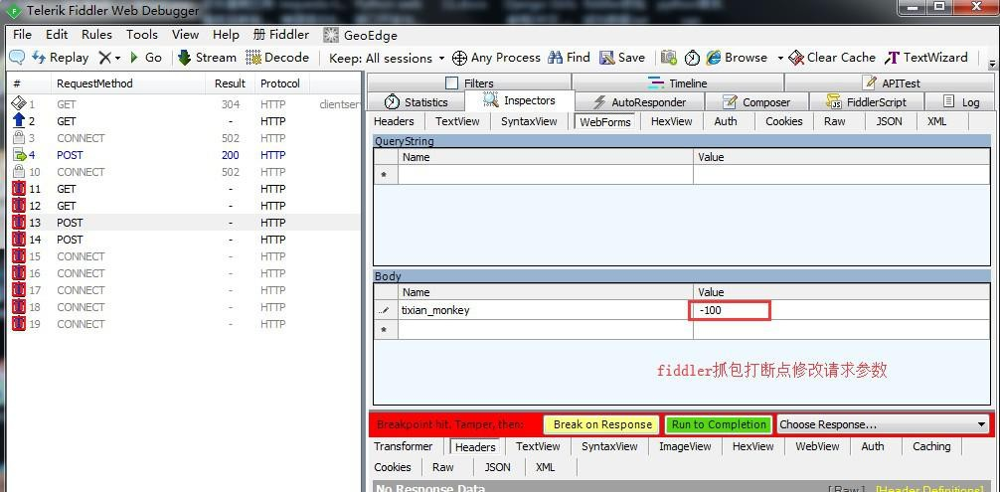 Telerik Fiddler Web Debugger
File Edit Rules Tools View Help Fiddler GeoEdge
Replay Go Stream Decode Keep: All sessions Any Process Find Save Browse Clear Cache TextWizard
# RequestMethod Result Protocol
1 GET 304 HTTP clientser
2 GET - HTTP
3 CONNECT 502 HTTP
4 POST 200 HTTP
10 CONNECT 502 HTTP
11 GET - HTTP
12 GET - HTTP
13 POST - HTTP
14 POST - HTTP
15 CONNECT - HTTP
16 CONNECT - HTTP
17 CONNECT - HTTP
18 CONNECT - HTTP
19 CONNECT - HTTP
Filters Timeline APITest
Statistics Inspectors AutoResponder Composer FiddlerScript Log
Headers TextView SyntaxView WebForms HexView Auth Cookies Raw JSON XML
QueryString
Name Value
*
Body
Name Value
tixian_monkey -100
*
fiddler抓包打断点修改请求参数
Breakpoint hit. Tamper, then: Break on Response Run to Completion Choose Response...
Transformer Headers TextView SyntaxView ImageView HexView WebView Auth Caching
Cookies Raw JSON XML
No Response Data [Raw] [Header Definitions]